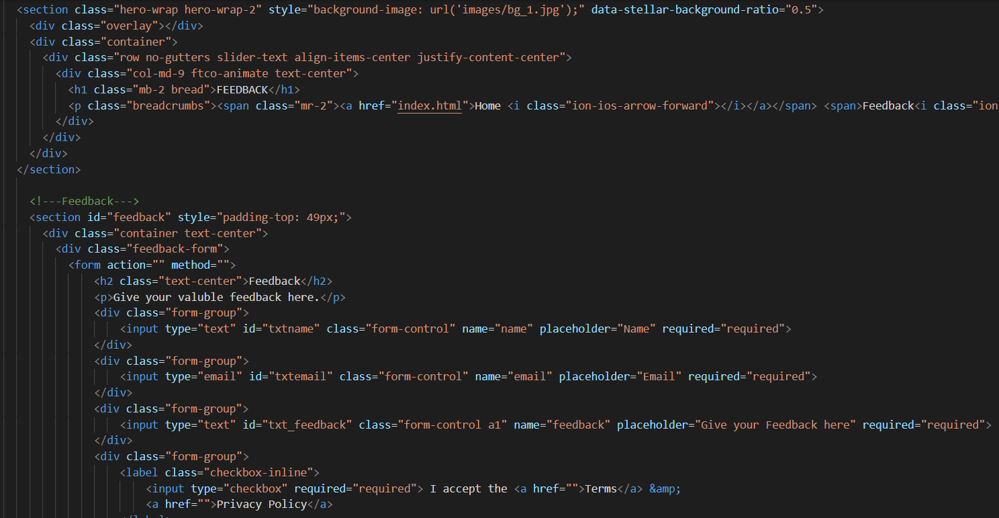 <section class="hero-wrap hero-wrap-2" style="background-image: url('images/bg_1.jpg');" data-stellar-background-ratio="0.5">
<div class="overlay"></div>
<div class="container">
<div class="row no-gutters slider-text align-items-center justify-content-center">
<div class="col-md-9 ftco-animate text-center">
<h1 class="mb-2 bread">FEEDBACK</h1>
<p class="breadcrumbs"><span class="mr-2"><a href="index.html">Home <i class="ion-ios-arrow-forward"></i></a></span> <span>Feedback<i class="ion
</div>
</div>
</div>
</section>
<!---Feedback--->
<section id="feedback" style="padding-top: 49px;">
<div class="container text-center">
<div class="feedback-form">
<form action="" method="">
<h2 class="text-center">Feedback</h2>
<p>Give your valuble feedback here.</p>
<div class="form-group">
<input type="text" id="txtname" class="form-control" name="name" placeholder="Name" required="required">
</div>
<div class="form-group">
<input type="email" id="txtemail" class="form-control" name="email" placeholder="Email" required="required">
</div>
<div class="form-group">
<input type="text" id="txt_feedback" class="form-control a1" name="feedback" placeholder="Give your Feedback here" required="required">
</div>
<div class="form-group">
<label class="checkbox-inline">
<input type="checkbox" required="required"> I accept the <a href="">Terms</a> &amp;
<a href="">Privacy Policy</a>